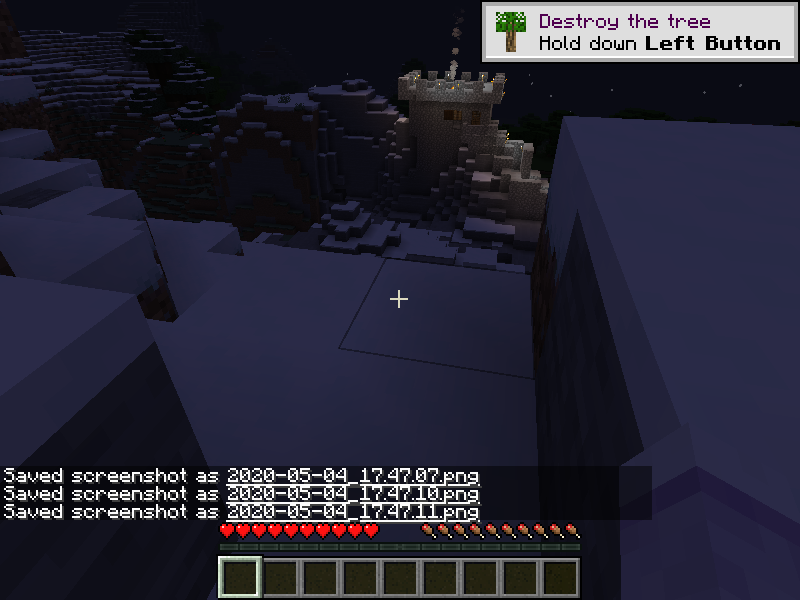 Destroy the tree
Hold down Left Button
Saved screenshot as 2020-05-04_17.47.07.png
Saved screenshot as 2020-05-04_17.47.10.png
Saved screenshot as 2020-05-04_17.47.11.png